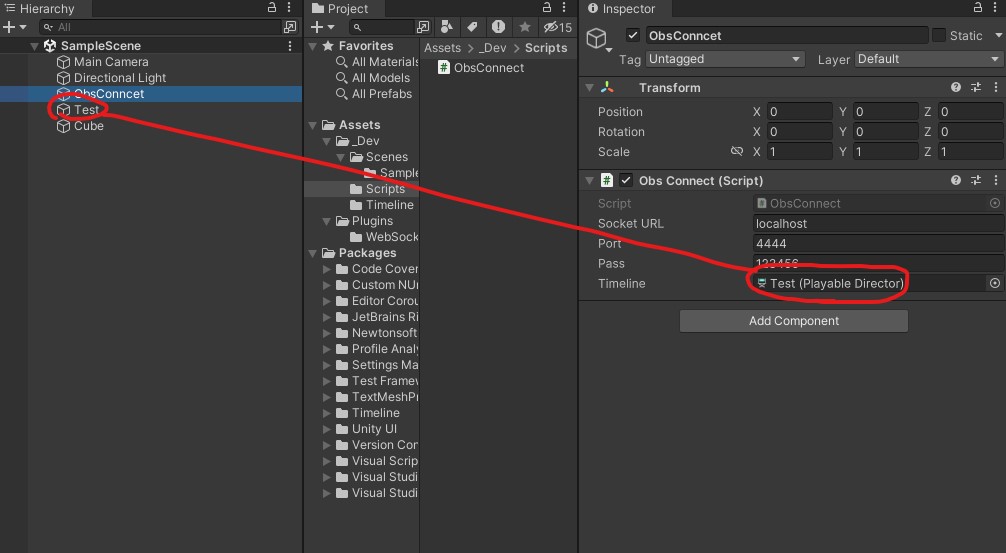 Hierarchy
All
SampleScene
Main Camera
Directional Light
ObsConncet
Test
Cube
Project
15
Favorites
All Materials
All Models
All Prefabs
Assets
_Dev
Scenes
Sample
Scripts
Timeline
Plugins
WebSock
Packages
Code Cover
Custom NUn
Editor Corou
JetBrains Ri
Newtonsoft
Profile Analy
Settings Ma
Test Framew
TextMeshPr
Timeline
Unity UI
Version Con
Visual Scrip
Visual Studi
Visual Studi
Assets > _Dev > Scripts
ObsConnect
Inspector
ObsConncet Static
Tag Untagged Layer Default
Transform
Position X 0 Y 0 Z 0
Rotation X 0 Y 0 Z 0
Scale X 1 Y 1 Z 1
# Obs Connect (Script)
Script ObsConnect
Socket URL localhost
Port 4444
Pass 123456
Timeline Test (Playable Director)
Add Component